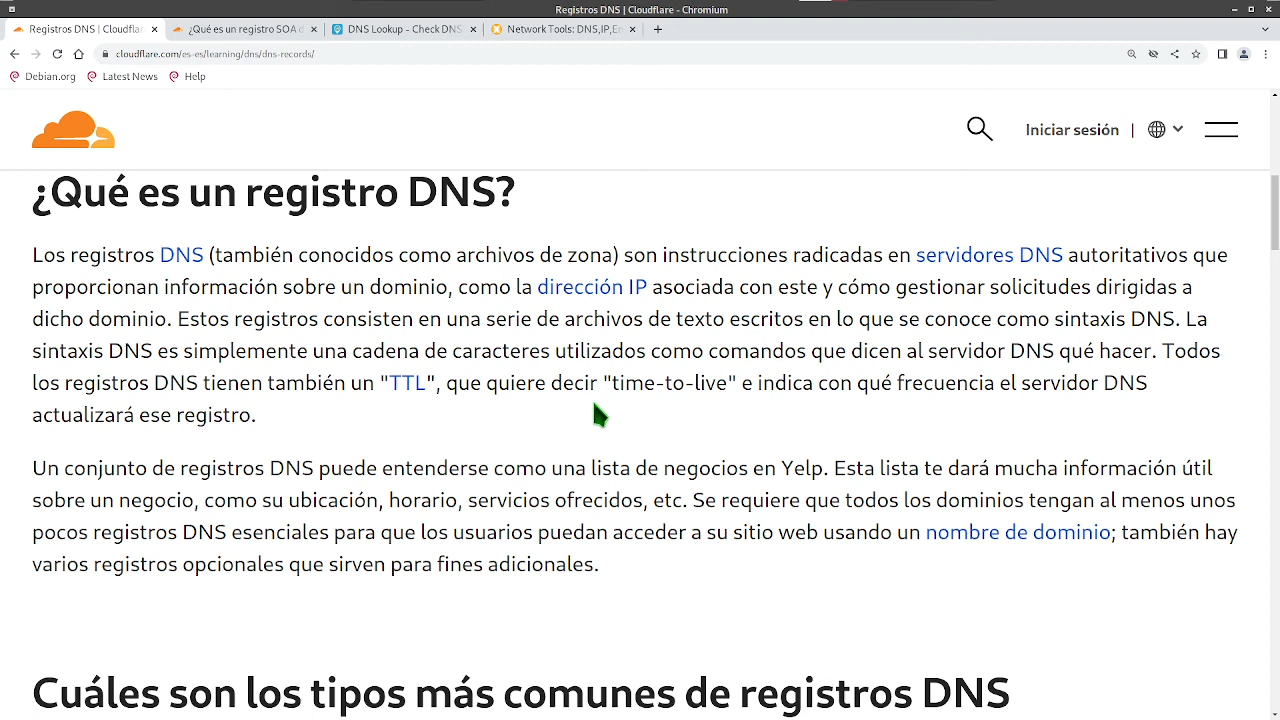 Registros DNS | Cloudflare - Chromium
Registros DNS | Cloudflar
¿Qué es un registro SOA d
DNS Lookup - Check DNS
Network Tools: DNS,IP,Em
cloudflare.com/es-es/learning/dns/dns-records/
Debian.org
Latest News
Help
Iniciar sesión |
¿Qué es un registro DNS?
Los registros DNS (también conocidos como archivos de zona) son instrucciones radicadas en servidores DNS autoritativos que
proporcionan información sobre un dominio, como la dirección IP asociada con este y cómo gestionar solicitudes dirigidas a
dicho dominio. Estos registros consisten en una serie de archivos de texto escritos en lo que se conoce como sintaxis DNS. La
sintaxis DNS es simplemente una cadena de caracteres utilizados como comandos que dicen al servidor DNS qué hacer. Todos
los registros DNS tienen también un "TTL", que quiere decir "time-to-live" e indica con qué frecuencia el servidor DNS
actualizará ese registro.
Un conjunto de registros DNS puede entenderse como una lista de negocios en Yelp. Esta lista te dará mucha información útil
sobre un negocio, como su ubicación, horario, servicios ofrecidos, etc. Se requiere que todos los dominios tengan al menos unos
pocos registros DNS esenciales para que los usuarios puedan acceder a su sitio web usando un nombre de dominio; también hay
varios registros opcionales que sirven para fines adicionales.
Cuáles son los tipos más comunes de registros DNS